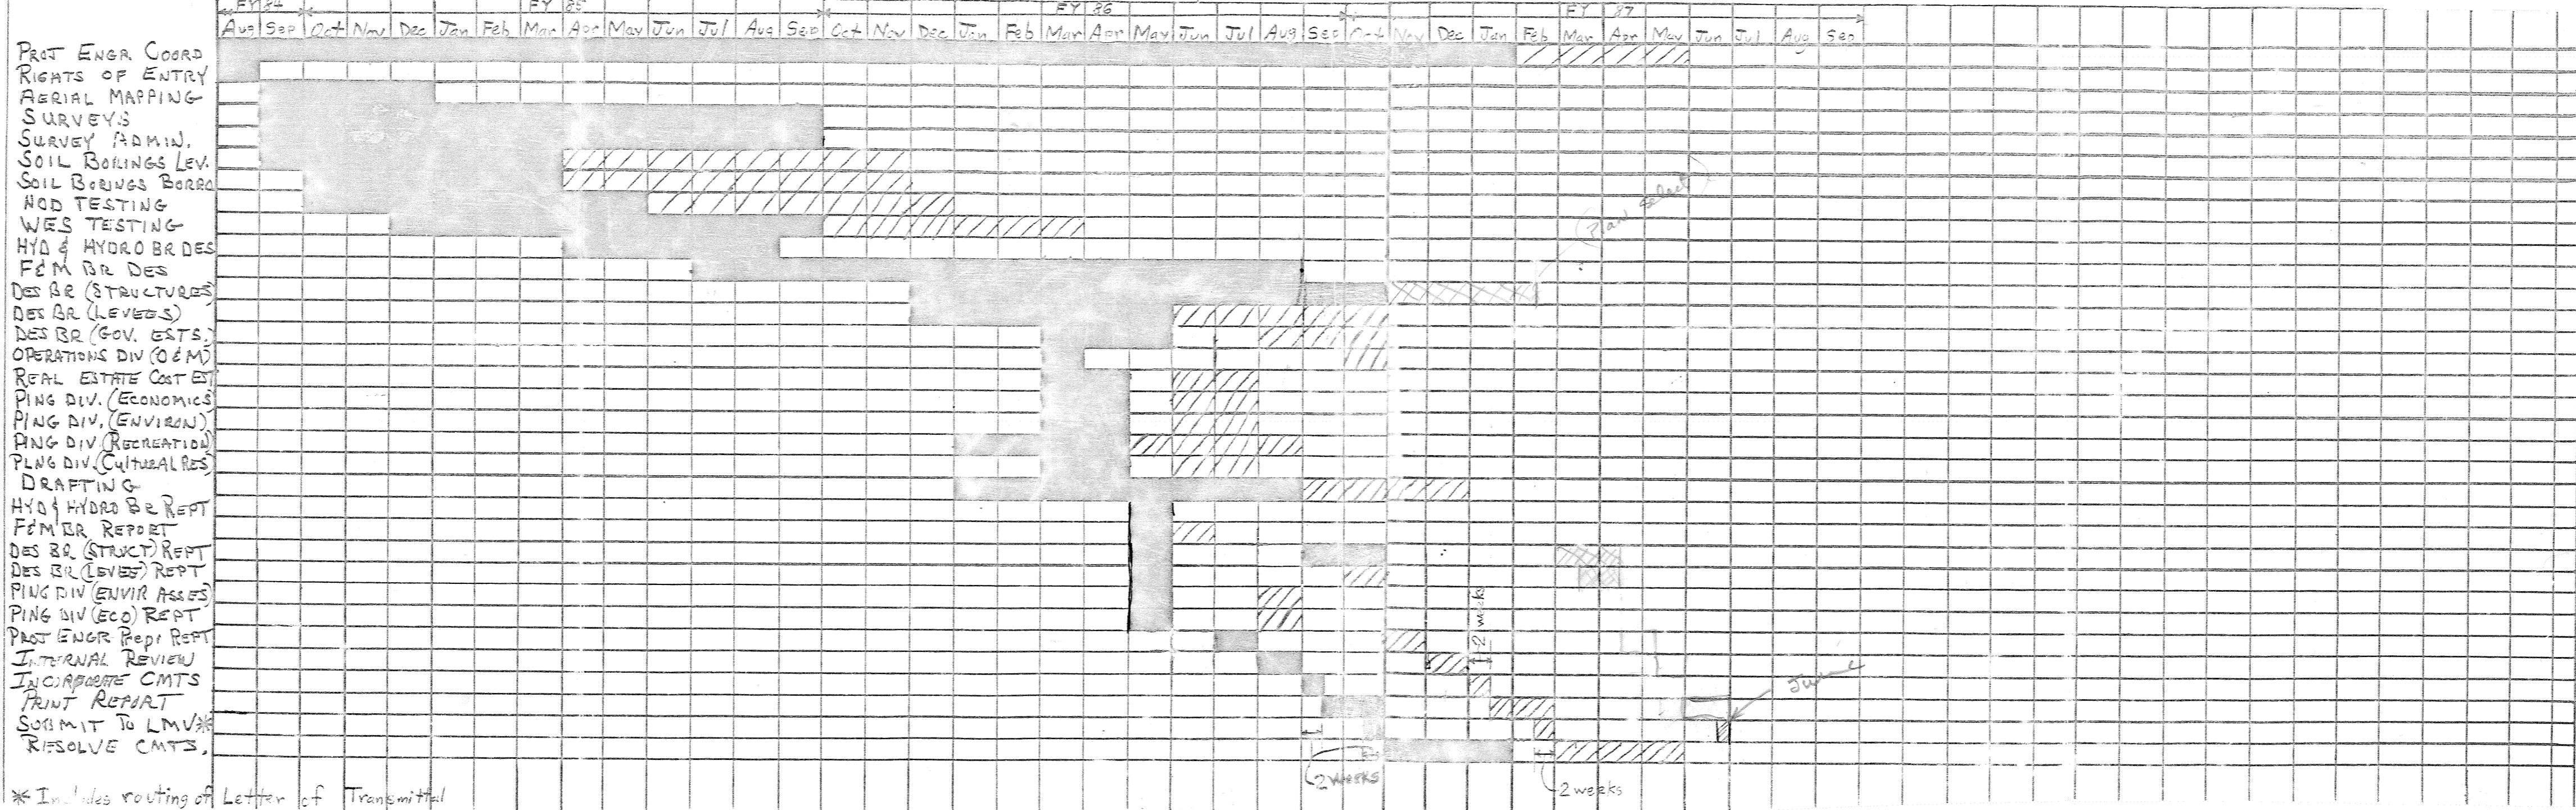 FY 84 FY 85 FY 86 FY 87
Aug Sep Oct Nov Dec Jan Feb Mar Apr May Jun Jul Aug Sep Oct Nov Dec Jan Feb Mar Apr May Jun Jul Aug Sep Oct Nov Dec Jan Feb Mar Apr May Jun Jul Aug Sep
PROJ ENGR COORD
RIGHTS OF ENTRY
AERIAL MAPPING
SURVEYS
SURVEY ADMIN.
SOIL BORINGS LEV.
SOIL BORINGS BORRO
NOD TESTING
WES TESTING
HYD & HYDRO BR DES
F&M BR DES
DES BR (STRUCTURES)
DES BR (LEVEES)
DES BR (GOV. ESTS.)
OPERATIONS DIV (O&M)
REAL ESTATE COST EST
PLNG DIV. (ECONOMICS
PLNG DIV. (ENVIRON)
PLNG DIV (RECREATION)
PLNG DIV. (Cultural RES)
DRAFTING
HYD & HYDRO BR REPT
F&M BR REPORT
DES BR (STRUCT) REPT
DES BR (LEVEE) REPT
PLNG DIV (ENVIR ASSES)
PLNG DIV (ECO) REPT
PROJ ENGR Prep. REPT
INTERNAL REVIEW
INCORPORATE CMTS
PRINT REPORT
SUBMIT TO LMV*
RESOLVE CMTS.
(Plan Select)
2 weeks
June
2 WEEKS
2 weeks
* Includes routing of Letter of Transmittal